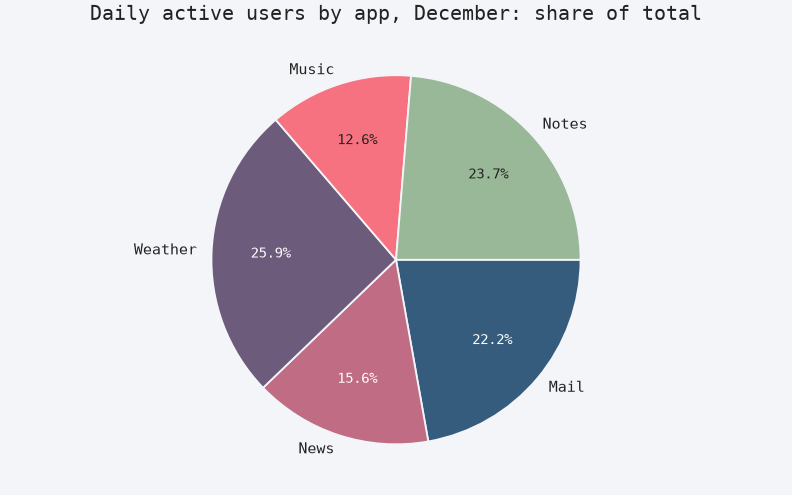 Daily active users by app, December: share of total
Music
Notes
12.6%
23.7%
Weather
25.9%
22.2%
15.6%
Mail
News